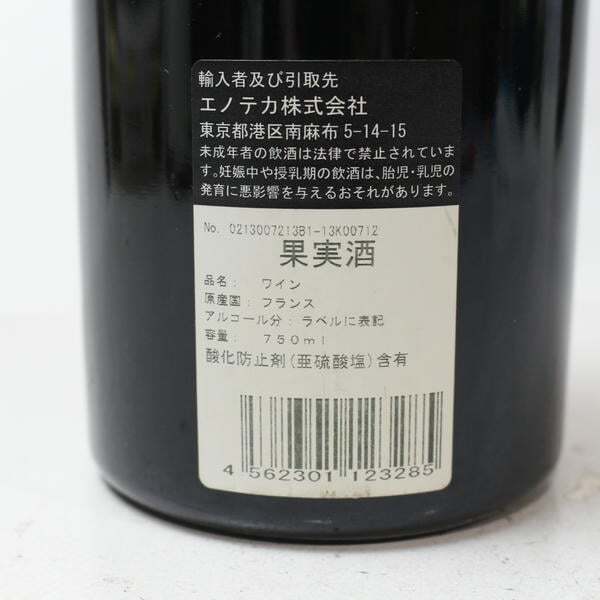 輸入者及び引取先
エノテカ株式会社
東京都港区南麻布 5-14-15
未成年者の飲酒は法律で禁止されていま
す。妊娠中や授乳期の飲酒は、胎児・乳児の
発育に悪影響を与えるおそれがあります。
No. 0213007213B1-13K00712
果実酒
品名： ワイン
原産国：フランス
アルコール分：ラベルに表記
容量： 750ml
酸化防止剤(亜硫酸塩)含有
4 562301 123285